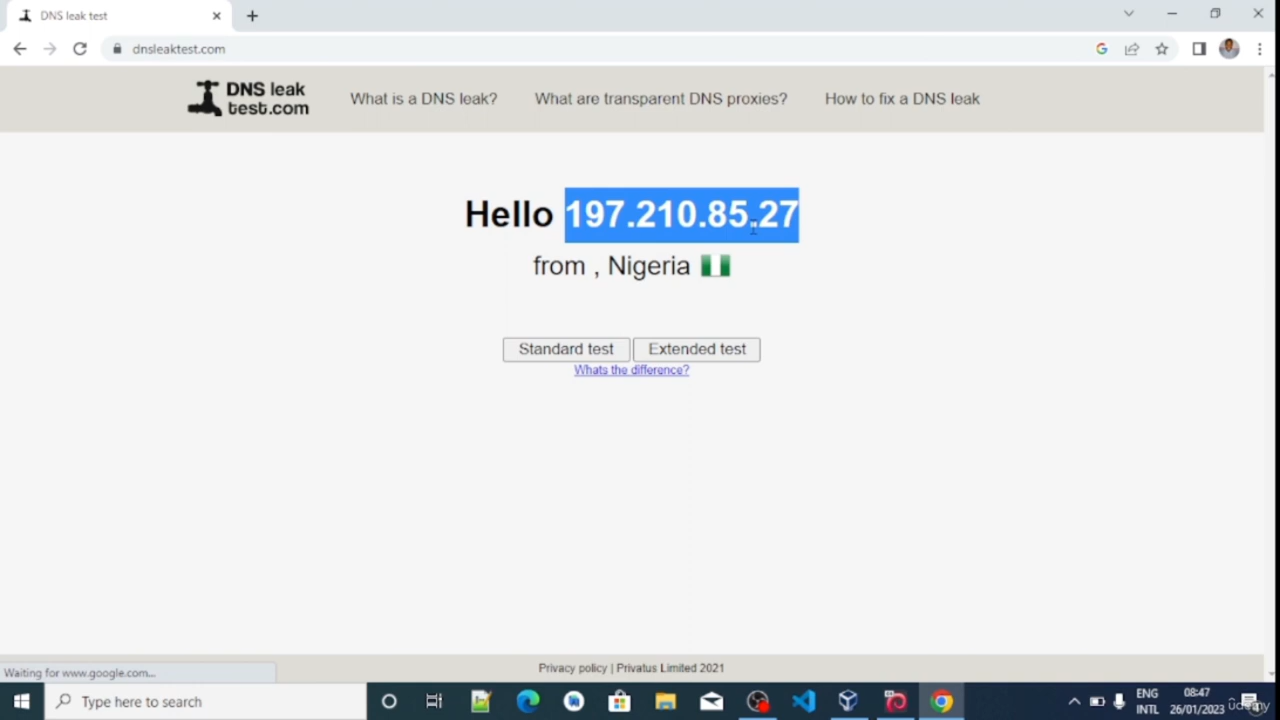 DNS leak test
dnsleaktest.com
DNS leak
test.com
What is a DNS leak?
What are transparent DNS proxies?
How to fix a DNS leak
Hello 197.210.85.27
from , Nigeria
Standard test
Extended test
Whats the difference?
Privacy policy | Privatus Limited 2021
Waiting for www.google.com...
Type here to search
ENG
INTL
08:47
26/01/2023
udemy